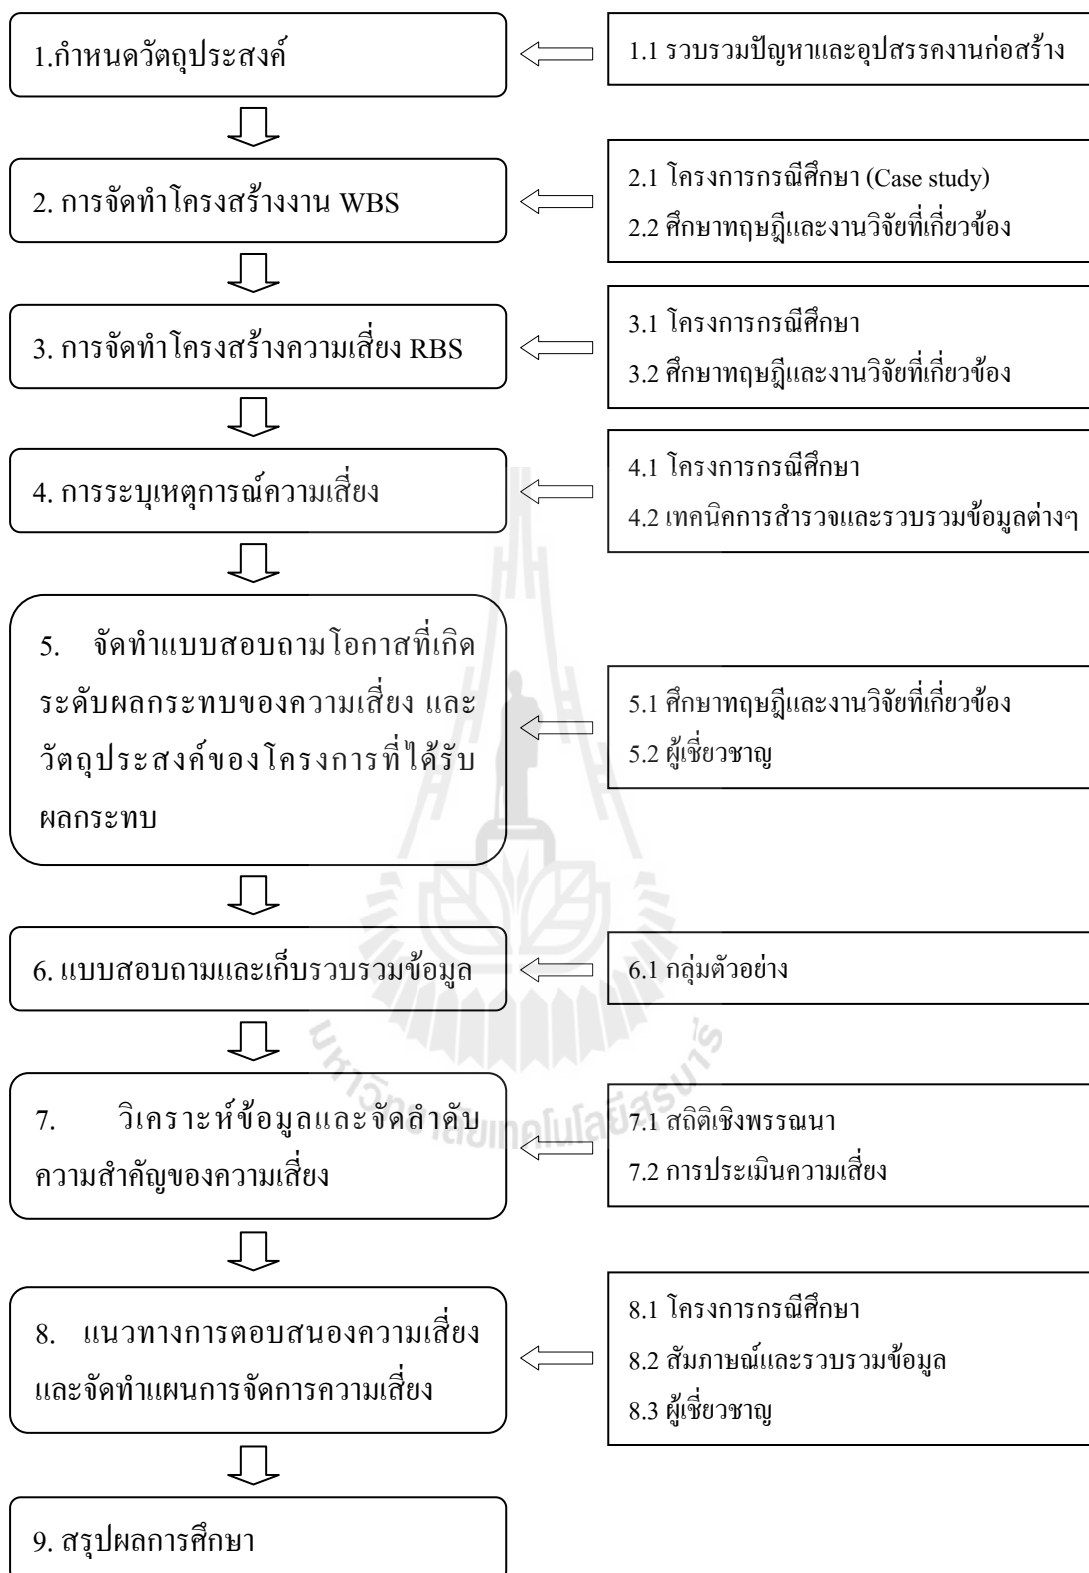 1.กำหนดวัตถุประสงค์
1.1 รวบรวมปัญหาและอุปสรรคงานก่อสร้าง
2. การจัดทำโครงสร้างงาน WBS
2.1 โครงการกรณีศึกษา (Case study)
2.2 ศึกษาทฤษฎีและงานวิจัยที่เกี่ยวข้อง
3. การจัดทำโครงสร้างความเสี่ยง RBS
3.1 โครงการกรณีศึกษา
3.2 ศึกษาทฤษฎีและงานวิจัยที่เกี่ยวข้อง
4. การระบุเหตุการณ์ความเสี่ยง
4.1 โครงการกรณีศึกษา
4.2 เทคนิคการสำรวจและรวบรวมข้อมูลต่างๆ
5. จัดทำแบบสอบถามโอกาสที่เกิด
ระดับผลกระทบของความเสี่ยง และ
วัตถุประสงค์ของโครงการที่ได้รับ
ผลกระทบ
5.1 ศึกษาทฤษฎีและงานวิจัยที่เกี่ยวข้อง
5.2 ผู้เชี่ยวชาญ
6. แบบสอบถามและเก็บรวบรวมข้อมูล
6.1 กลุ่มตัวอย่าง
7. วิเคราะห์ข้อมูลและจัดลำดับ
ความสำคัญของความเสี่ยง
7.1 สถิติเชิงพรรณนา
7.2 การประเมินความเสี่ยง
8. แนวทางการตอบสนองความเสี่ยง
และจัดทำแผนการจัดการความเสี่ยง
8.1 โครงการกรณีศึกษา
8.2 สัมภาษณ์และรวบรวมข้อมูล
8.3 ผู้เชี่ยวชาญ
9. สรุปผลการศึกษา
มหาวิทยาลัยเทคโนโลยีสุรนารี